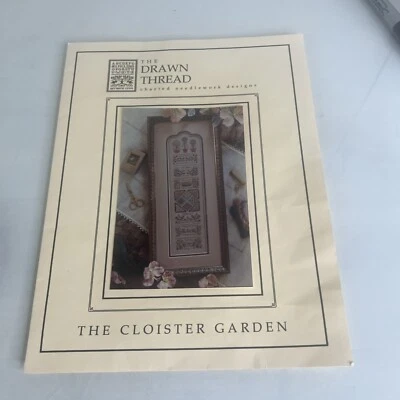 THE
DRAWN
THREAD
charted needlework designs
THE CLOISTER GARDEN